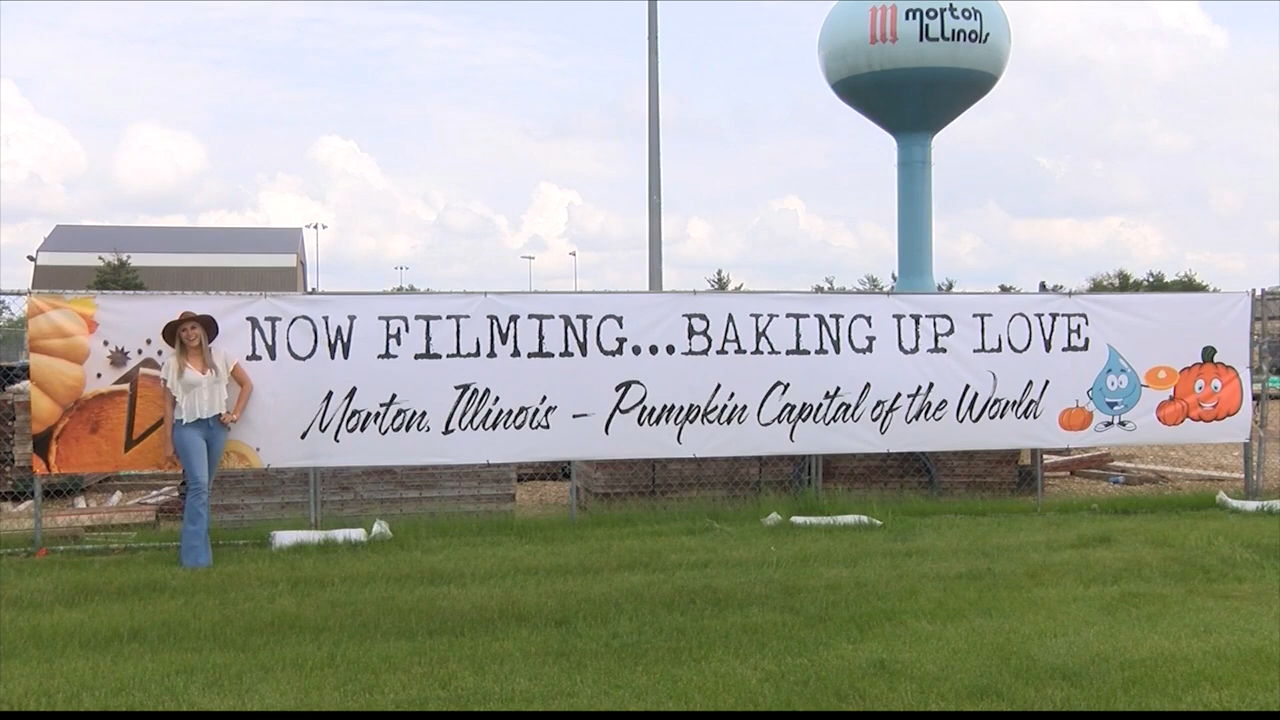 m morton
illinois
NOW FILMING...BAKING UP LOVE
Morton, Illinois – Pumpkin Capital of the World